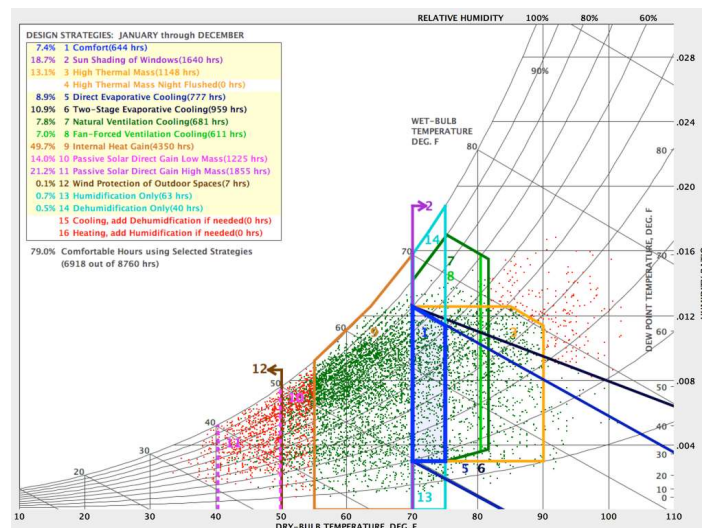 RELATIVE HUMIDITY 100% 80% 60%
DESIGN STRATEGIES: JANUARY through DECEMBER
7.4% 1 Comfort(644 hrs)
18.7% 2 Sun Shading of Windows(1640 hrs)
13.1% 3 High Thermal Mass(1148 hrs)
4 High Thermal Mass Night Flushed(0 hrs)
8.9% 5 Direct Evaporative Cooling(777 hrs)
10.9% 6 Two-Stage Evaporative Cooling(959 hrs)
7.8% 7 Natural Ventilation Cooling(681 hrs)
7.0% 8 Fan-Forced Ventilation Cooling(611 hrs)
49.7% 9 Internal Heat Gain(4350 hrs)
14.0% 10 Passive Solar Direct Gain Low Mass(1225 hrs)
21.2% 11 Passive Solar Direct Gain High Mass(1855 hrs)
0.1% 12 Wind Protection of Outdoor Spaces(7 hrs)
0.7% 13 Humidification Only(63 hrs)
0.5% 14 Dehumidification Only(40 hrs)
15 Cooling, add Dehumidification if needed(0 hrs)
16 Heating, add Humidification if needed(0 hrs)
79.0% Comfortable Hours using Selected Strategies
(6918 out of 8760 hrs)
.028
90%
WET-BULB
TEMPERATURE
DEG. F
.024
80
80
.020
2
14
70
.016
70
7
8
DEW POINT TEMPERATURE, DEG. F
.012
60
60
9
1
3
.008
12
50
50
10
40
40
.004
11
30
30
20
20
10
0
5 6
13
10 20 30 40 50 60 70 80 90 100 110
DRY-BULB TEMPERATURE, DEG. F